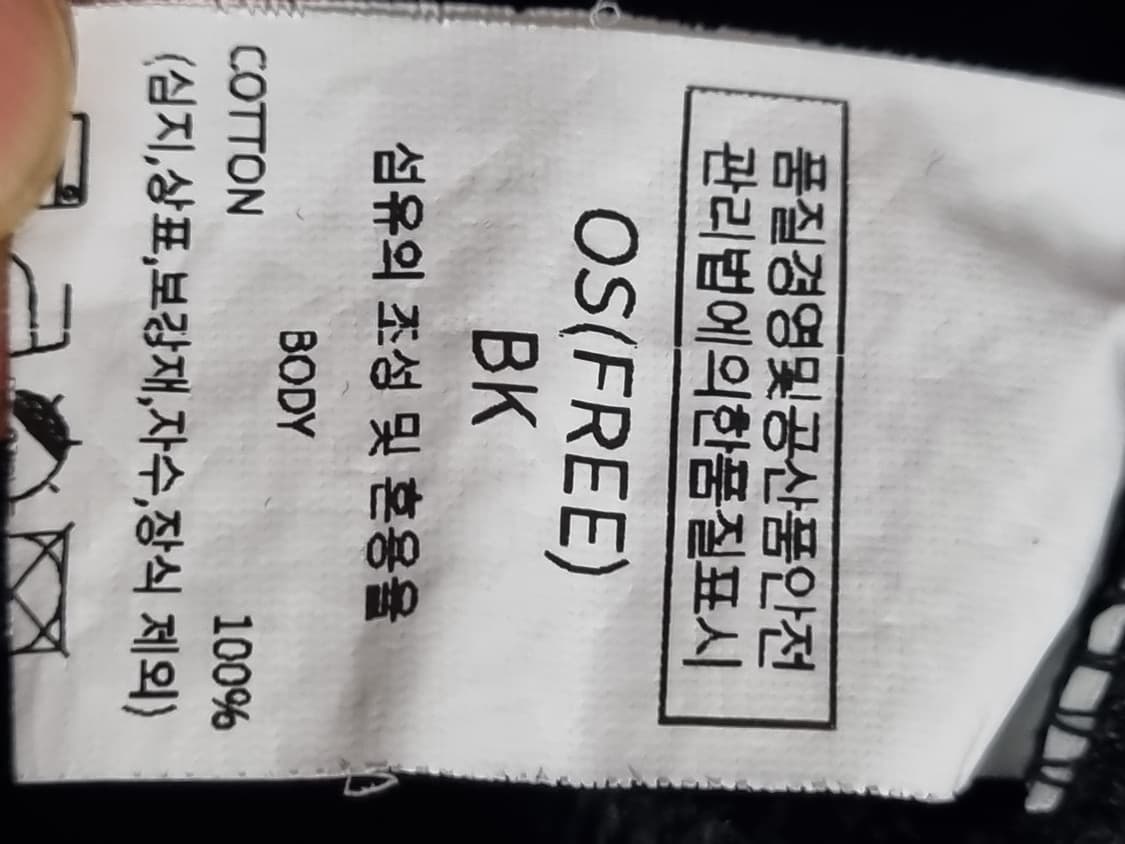 품질경영및공산품안전
관리법에의한품질표시
OS(FREE)
BK
섬유의 조성 및 혼용율
BODY
COTTON 100%
(심지,상표,보강재,자수,장식 제외)